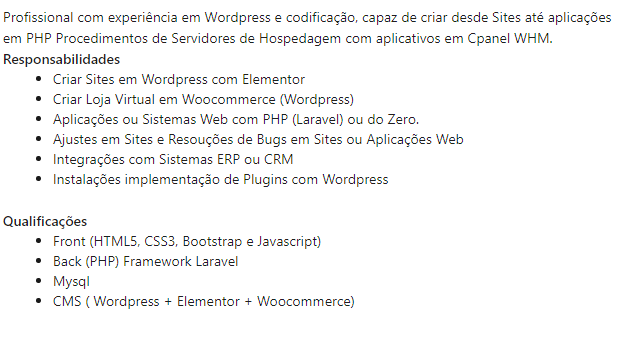 Profissional com experiência em Wordpress e codificação, capaz de criar desde Sites até aplicações
em PHP Procedimentos de Servidores de Hospedagem com aplicativos em Cpanel WHM.
Responsabilidades
• Criar Sites em Wordpress com Elementor
• Criar Loja Virtual em Woocommerce (Wordpress)
• Aplicações ou Sistemas Web com PHP (Laravel) ou do Zero.
• Ajustes em Sites e Resouções de Bugs em Sites ou Aplicações Web
• Integrações com Sistemas ERP ou CRM
• Instalações implementação de Plugins com Wordpress
Qualificações
• Front (HTML5, CSS3, Bootstrap e Javascript)
• Back (PHP) Framework Laravel
• Mysql
• CMS ( Wordpress + Elementor + Woocommerce)